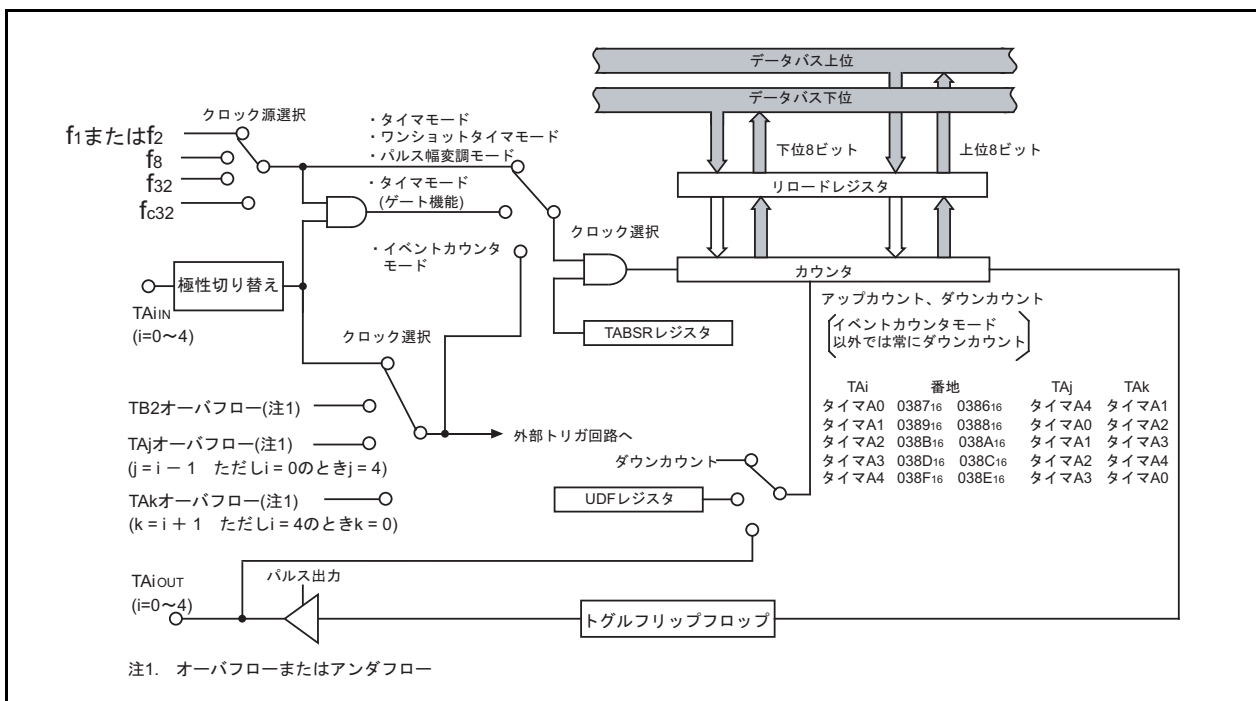 データバス上位
データバス下位
クロック源選択
f1またはf2
f8
f32
fC32
・タイマモード
・ワンショットタイマモード
・パルス幅変調モード
・タイマモード
(ゲート機能)
下位8ビット
上位8ビット
リロードレジスタ
クロック選択
・イベントカウンタ
モード
カウンタ
極性切り替え
TAiIN
(i=0～4)
アップカウント、ダウンカウント
イベントカウンタモード
以外では常にダウンカウント
TABSRレジスタ
クロック選択
TAi 番地 TAj TAk
タイマA0 038716 038616 タイマA4 タイマA1
タイマA1 038916 038816 タイマA0 タイマA2
タイマA2 038B16 038A16 タイマA1 タイマA3
タイマA3 038D16 038C16 タイマA2 タイマA4
タイマA4 038F16 038E16 タイマA3 タイマA0
TB2オーバフロー(注1)
外部トリガ回路へ
TAjオーバフロー(注1)
(j = i － 1 ただしi = 0のときj = 4)
ダウンカウント
TAkオーバフロー(注1)
(k = i ＋ 1 ただしi = 4のときk = 0)
UDFレジスタ
TAiOUT
(i=0～4)
パルス出力
トグルフリップフロップ
注1. オーバフローまたはアンダフロー